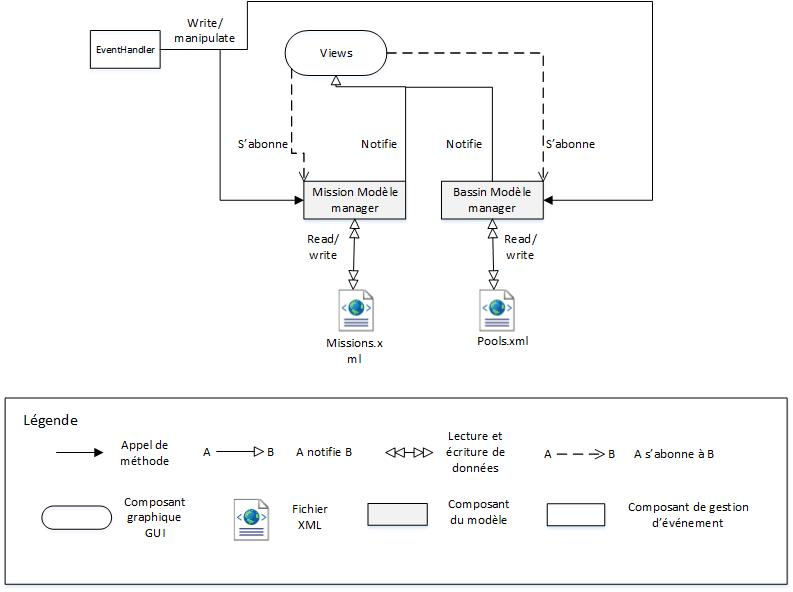 Write/
manipulate
EventHandler
Views
S'abonne
Notifie
Notifie
S'abonne
Mission Modèle
manager
Bassin Modèle
manager
Read/
write
Read/
write
Missions.x
ml
Pools.xml
Légende
Appel de
méthode
A
B
A notifie B
Lecture et
écriture de
données
A
B
A s'abonne à B
Composant
graphique
GUI
Fichier
XML
Composant
du modèle
Composant de gestion
d'événement